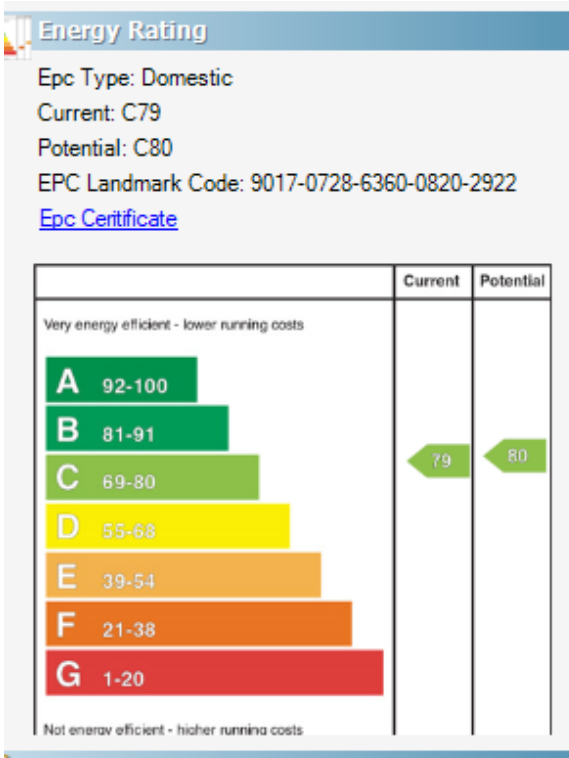 Energy Rating
Epc Type: Domestic
Current: C79
Potential: C80
EPC Landmark Code: 9017-0728-6360-0820-2922
Epc Ceritificate
Current Potential
Very energy efficient - lower running costs
A 92-100
B 81-91
C 69-80
79 80
D 55-68
E 39-54
F 21-38
G 1-20
Not energy efficient - higher running costs